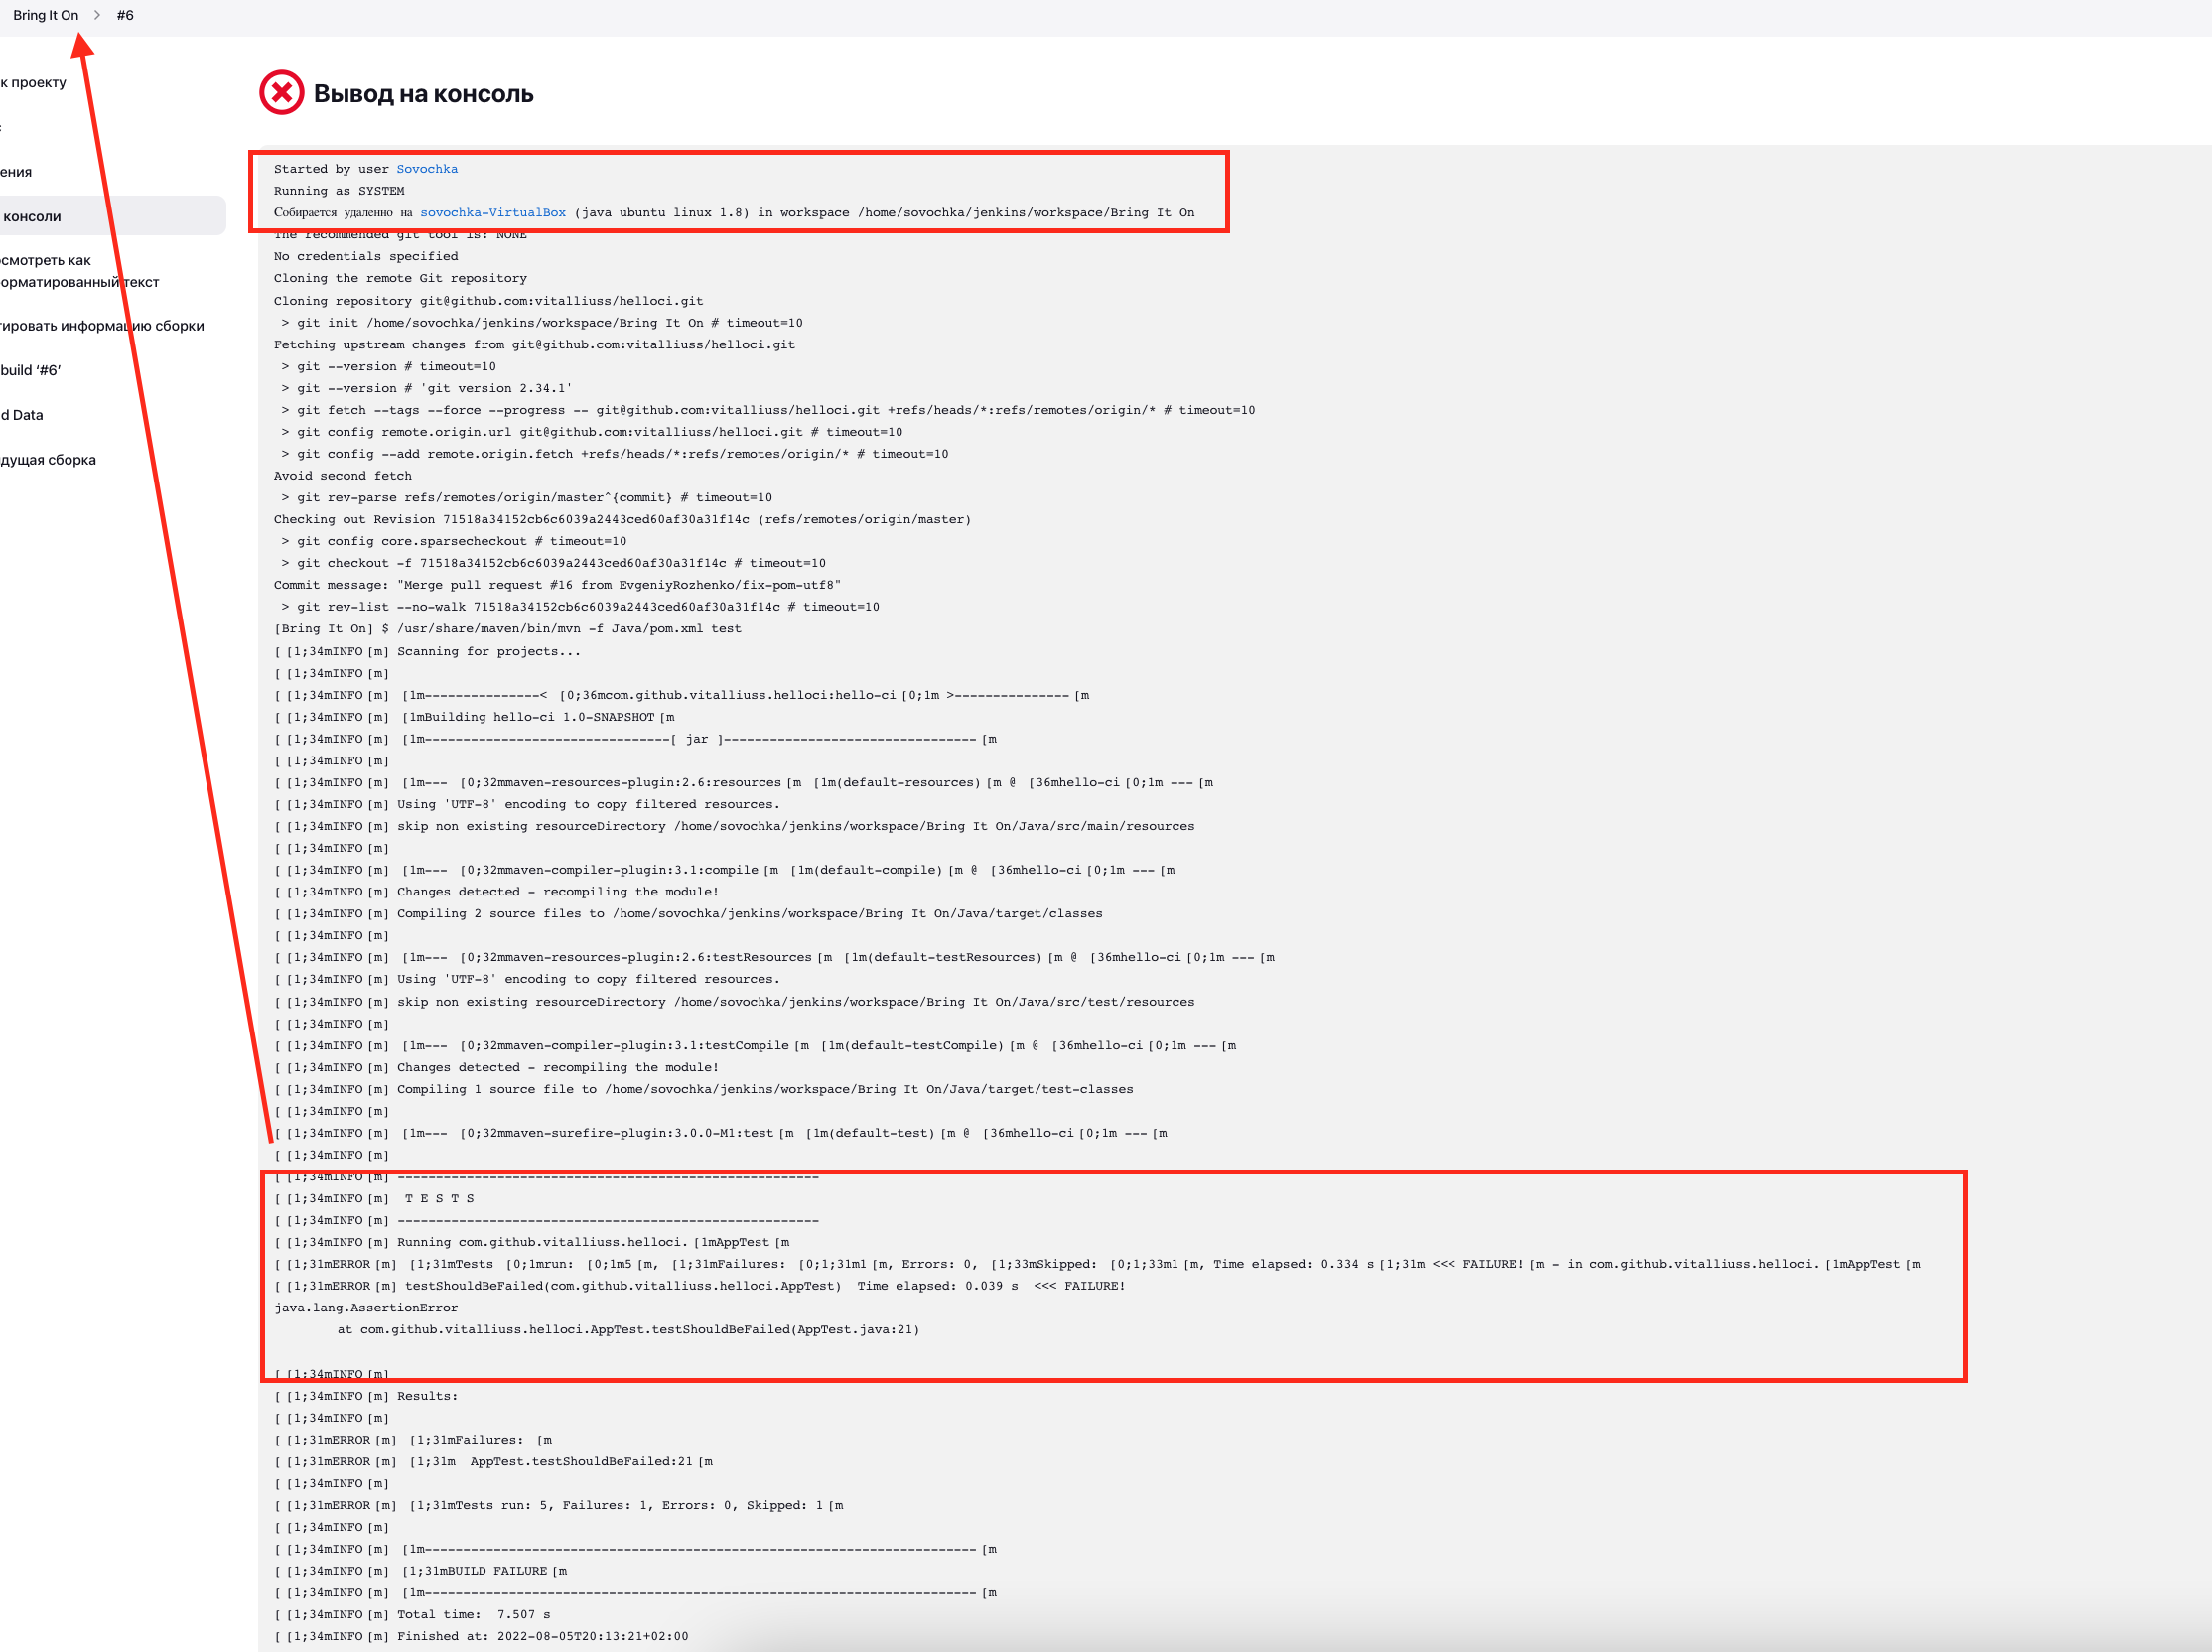 Bring It On > #6
к проекту
Вывод на консоль
ения
консоли
осмотреть как
орматированный текст
тировать информацию сборки
build ‘#6’
d Data
дущая сборка
Started by user Sovochka
Running as SYSTEM
Собирается удаленно на sovochka-VirtualBox (java ubuntu linux 1.8) in workspace /home/sovochka/jenkins/workspace/Bring It On
The recommended git tool is: NONE
No credentials specified
Cloning the remote Git repository
Cloning repository git@github.com:vitalliuss/helloci.git
 > git init /home/sovochka/jenkins/workspace/Bring It On # timeout=10
Fetching upstream changes from git@github.com:vitalliuss/helloci.git
 > git --version # timeout=10
 > git --version # 'git version 2.34.1'
 > git fetch --tags --force --progress -- git@github.com:vitalliuss/helloci.git +refs/heads/*:refs/remotes/origin/* # timeout=10
 > git config remote.origin.url git@github.com:vitalliuss/helloci.git # timeout=10
 > git config --add remote.origin.fetch +refs/heads/*:refs/remotes/origin/* # timeout=10
Avoid second fetch
 > git rev-parse refs/remotes/origin/master^{commit} # timeout=10
Checking out Revision 71518a34152cb6c6039a2443ced60af30a31f14c (refs/remotes/origin/master)
 > git config core.sparsecheckout # timeout=10
 > git checkout -f 71518a34152cb6c6039a2443ced60af30a31f14c # timeout=10
Commit message: "Merge pull request #16 from EvgeniyRozhenko/fix-pom-utf8"
 > git rev-list --no-walk 71518a34152cb6c6039a2443ced60af30a31f14c # timeout=10
[Bring It On] $ /usr/share/maven/bin/mvn -f Java/pom.xml test
[ [1;34mINFO [m] Scanning for projects...
[ [1;34mINFO [m]
[ [1;34mINFO [m]  [1m---------------<  [0;36mcom.github.vitalliuss.helloci:hello-ci [0;1m >--------------- [m
[ [1;34mINFO [m]  [1mBuilding hello-ci 1.0-SNAPSHOT [m
[ [1;34mINFO [m]  [1m--------------------------------[ jar ]--------------------------------- [m
[ [1;34mINFO [m]
[ [1;34mINFO [m]  [1m---  [0;32mmaven-resources-plugin:2.6:resources [m  [1m(default-resources) [m @  [36mhello-ci [0;1m --- [m
[ [1;34mINFO [m] Using 'UTF-8' encoding to copy filtered resources.
[ [1;34mINFO [m] skip non existing resourceDirectory /home/sovochka/jenkins/workspace/Bring It On/Java/src/main/resources
[ [1;34mINFO [m]
[ [1;34mINFO [m]  [1m---  [0;32mmaven-compiler-plugin:3.1:compile [m  [1m(default-compile) [m @  [36mhello-ci [0;1m --- [m
[ [1;34mINFO [m] Changes detected - recompiling the module!
[ [1;34mINFO [m] Compiling 2 source files to /home/sovochka/jenkins/workspace/Bring It On/Java/target/classes
[ [1;34mINFO [m]
[ [1;34mINFO [m]  [1m---  [0;32mmaven-resources-plugin:2.6:testResources [m  [1m(default-testResources) [m @  [36mhello-ci [0;1m --- [m
[ [1;34mINFO [m] Using 'UTF-8' encoding to copy filtered resources.
[ [1;34mINFO [m] skip non existing resourceDirectory /home/sovochka/jenkins/workspace/Bring It On/Java/src/test/resources
[ [1;34mINFO [m]
[ [1;34mINFO [m]  [1m---  [0;32mmaven-compiler-plugin:3.1:testCompile [m  [1m(default-testCompile) [m @  [36mhello-ci [0;1m --- [m
[ [1;34mINFO [m] Changes detected - recompiling the module!
[ [1;34mINFO [m] Compiling 1 source file to /home/sovochka/jenkins/workspace/Bring It On/Java/target/test-classes
[ [1;34mINFO [m]
[ [1;34mINFO [m]  [1m---  [0;32mmaven-surefire-plugin:3.0.0-M1:test [m  [1m(default-test) [m @  [36mhello-ci [0;1m --- [m
[ [1;34mINFO [m]
[ [1;34mINFO [m] -------------------------------------------------------
[ [1;34mINFO [m]  T E S T S
[ [1;34mINFO [m] -------------------------------------------------------
[ [1;34mINFO [m] Running com.github.vitalliuss.helloci. [1mAppTest [m
[ [1;31mERROR [m]  [1;31mTests  [0;1mrun:  [0;1m5 [m,  [1;31mFailures:  [0;1;31m1 [m, Errors: 0,  [1;33mSkipped:  [0;1;33m1 [m, Time elapsed: 0.334 s [1;31m <<< FAILURE! [m - in com.github.vitalliuss.helloci. [1mAppTest [m
[ [1;31mERROR [m] testShouldBeFailed(com.github.vitalliuss.helloci.AppTest)  Time elapsed: 0.039 s  <<< FAILURE!
java.lang.AssertionError
        at com.github.vitalliuss.helloci.AppTest.testShouldBeFailed(AppTest.java:21)
[ [1;34mINFO [m]
[ [1;34mINFO [m] Results:
[ [1;34mINFO [m]
[ [1;31mERROR [m]  [1;31mFailures:  [m
[ [1;31mERROR [m]  [1;31m  AppTest.testShouldBeFailed:21 [m
[ [1;34mINFO [m]
[ [1;31mERROR [m]  [1;31mTests run: 5, Failures: 1, Errors: 0, Skipped: 1 [m
[ [1;34mINFO [m]
[ [1;34mINFO [m]  [1m------------------------------------------------------------------------ [m
[ [1;34mINFO [m]  [1;31mBUILD FAILURE [m
[ [1;34mINFO [m]  [1m------------------------------------------------------------------------ [m
[ [1;34mINFO [m] Total time:  7.507 s
[ [1;34mINFO [m] Finished at: 2022-08-05T20:13:21+02:00